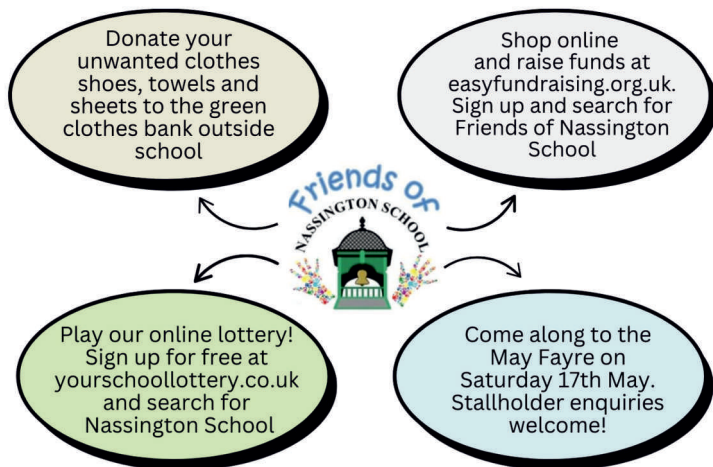 Donate your
unwanted clothes
shoes, towels and
sheets to the green
clothes bank outside
school
Shop online
and raise funds at
easyfundraising.org.uk.
Sign up and search for
Friends of Nassington
School
Friends of
NASSINGTON SCHOOL
Play our online lottery!
Sign up for free at
yourschoollottery.co.uk
and search for
Nassington School
Come along to the
May Fayre on
Saturday 17th May.
Stallholder enquiries
welcome!